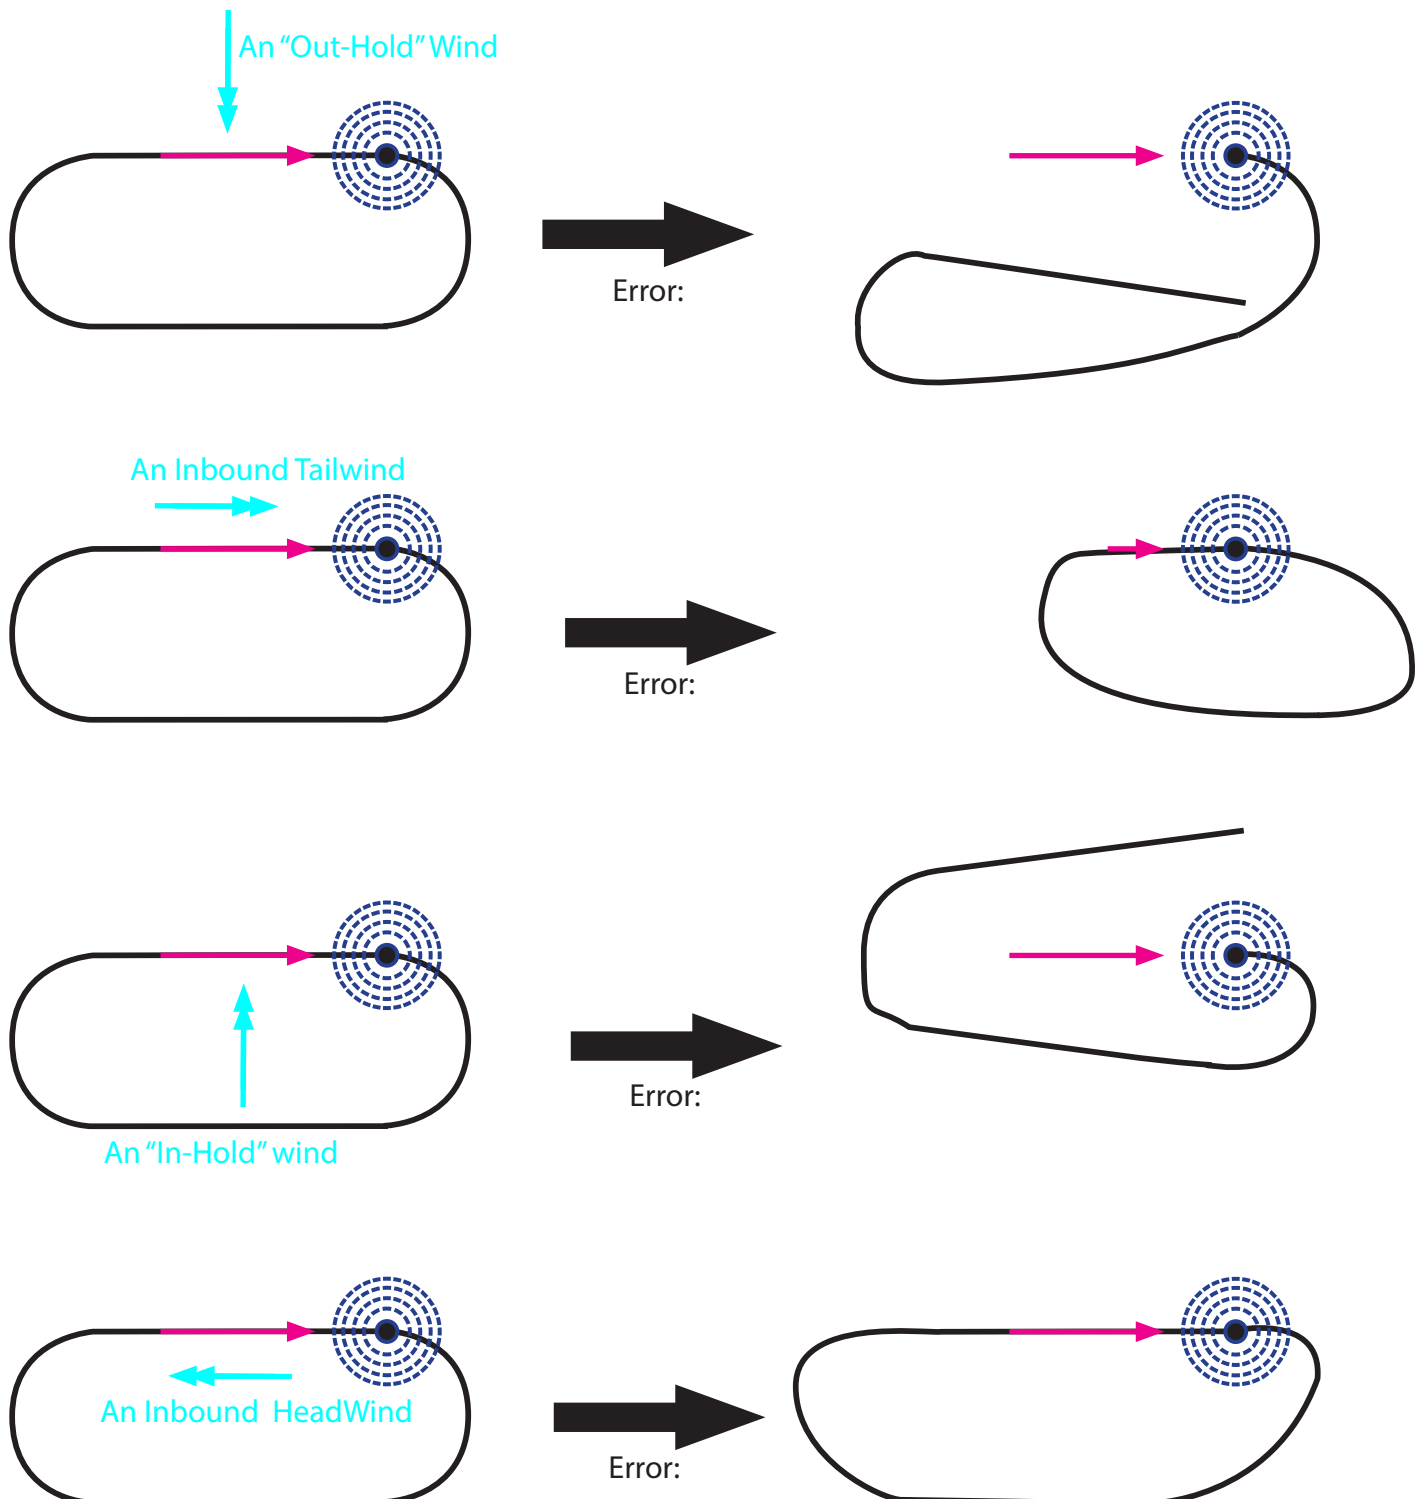 An “Out-Hold” Wind
Error:
An Inbound Tailwind
Error:
Error:
An “In-Hold” wind
An Inbound  HeadWind
Error: